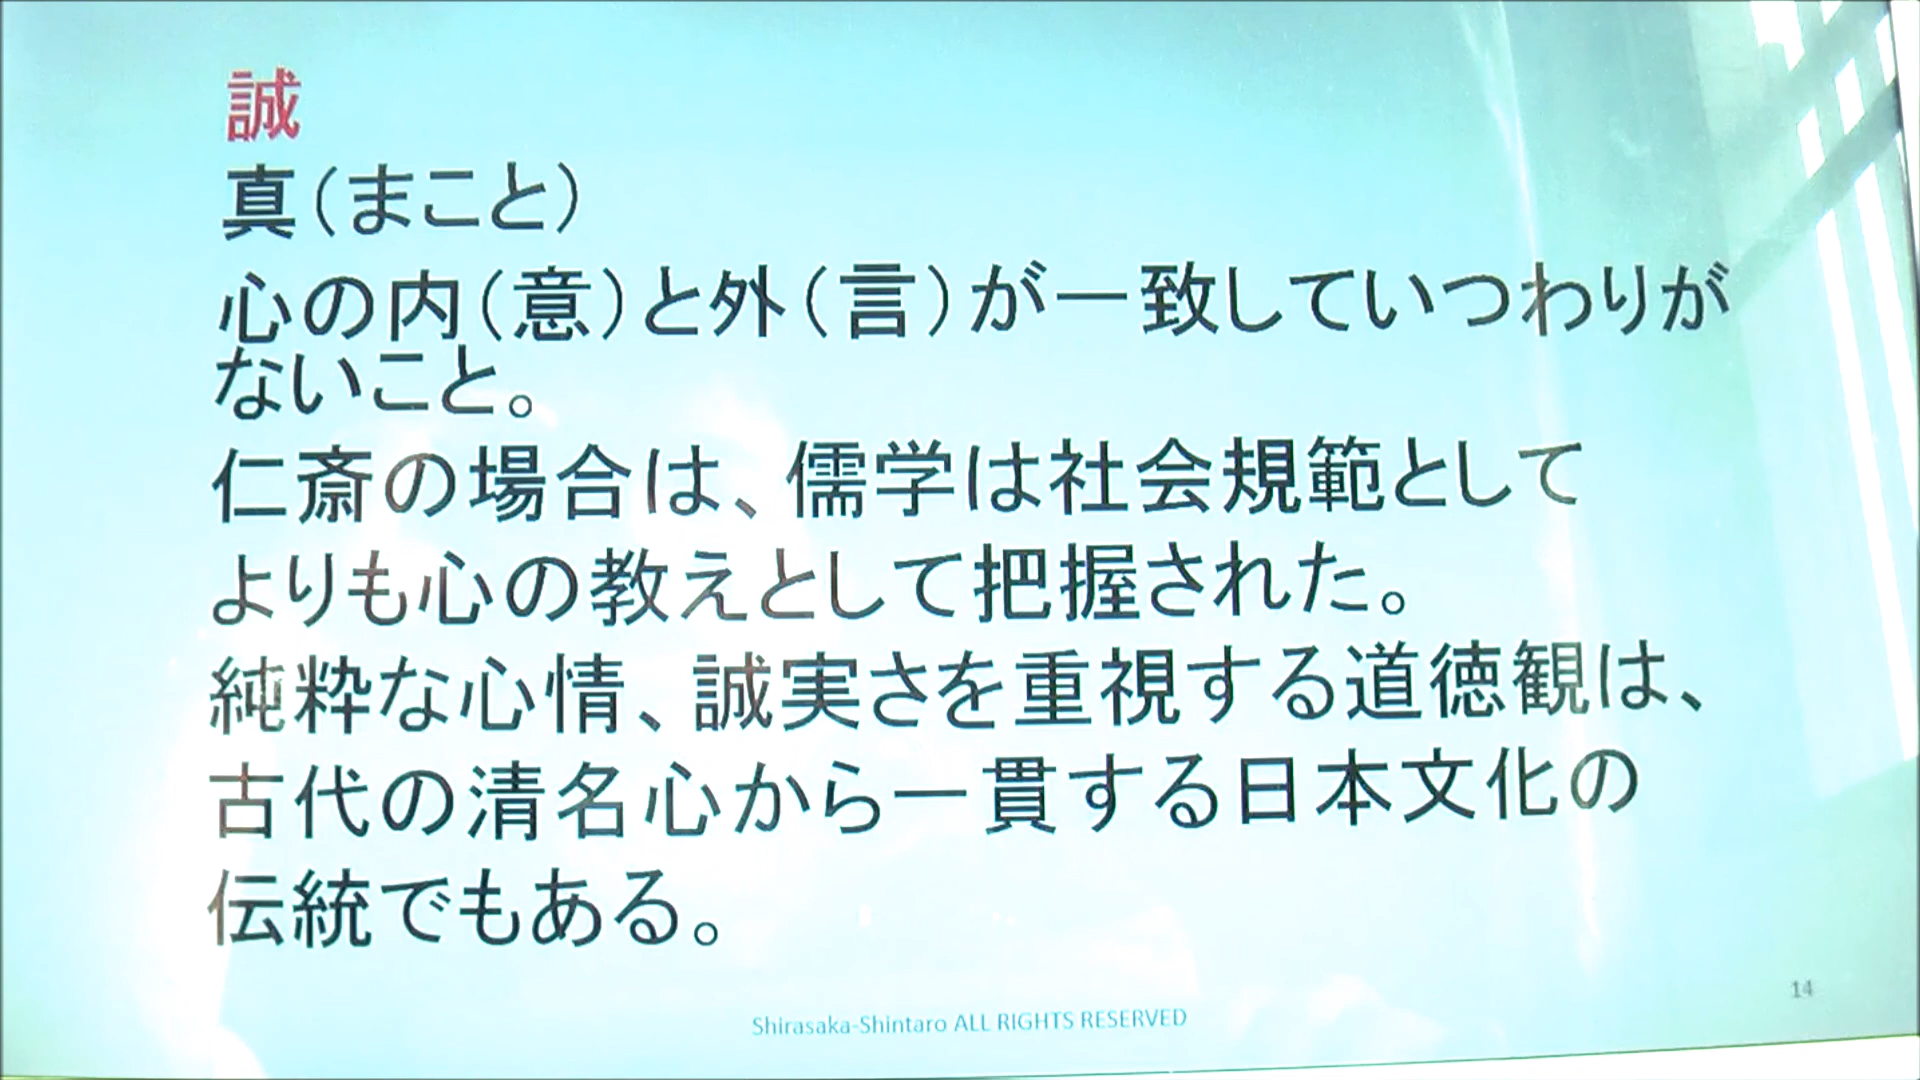 誠
真（まこと）
心の内（意）と外（言）が一致していつわりが
ないこと。
仁斎の場合は、儒学は社会規範として
よりも心の教えとして把握された。
純粋な心情、誠実さを重視する道徳観は、
古代の清名心から一貫する日本文化の
伝統でもある。
Shirasaka-Shintaro ALL RIGHTS RESERVED
14